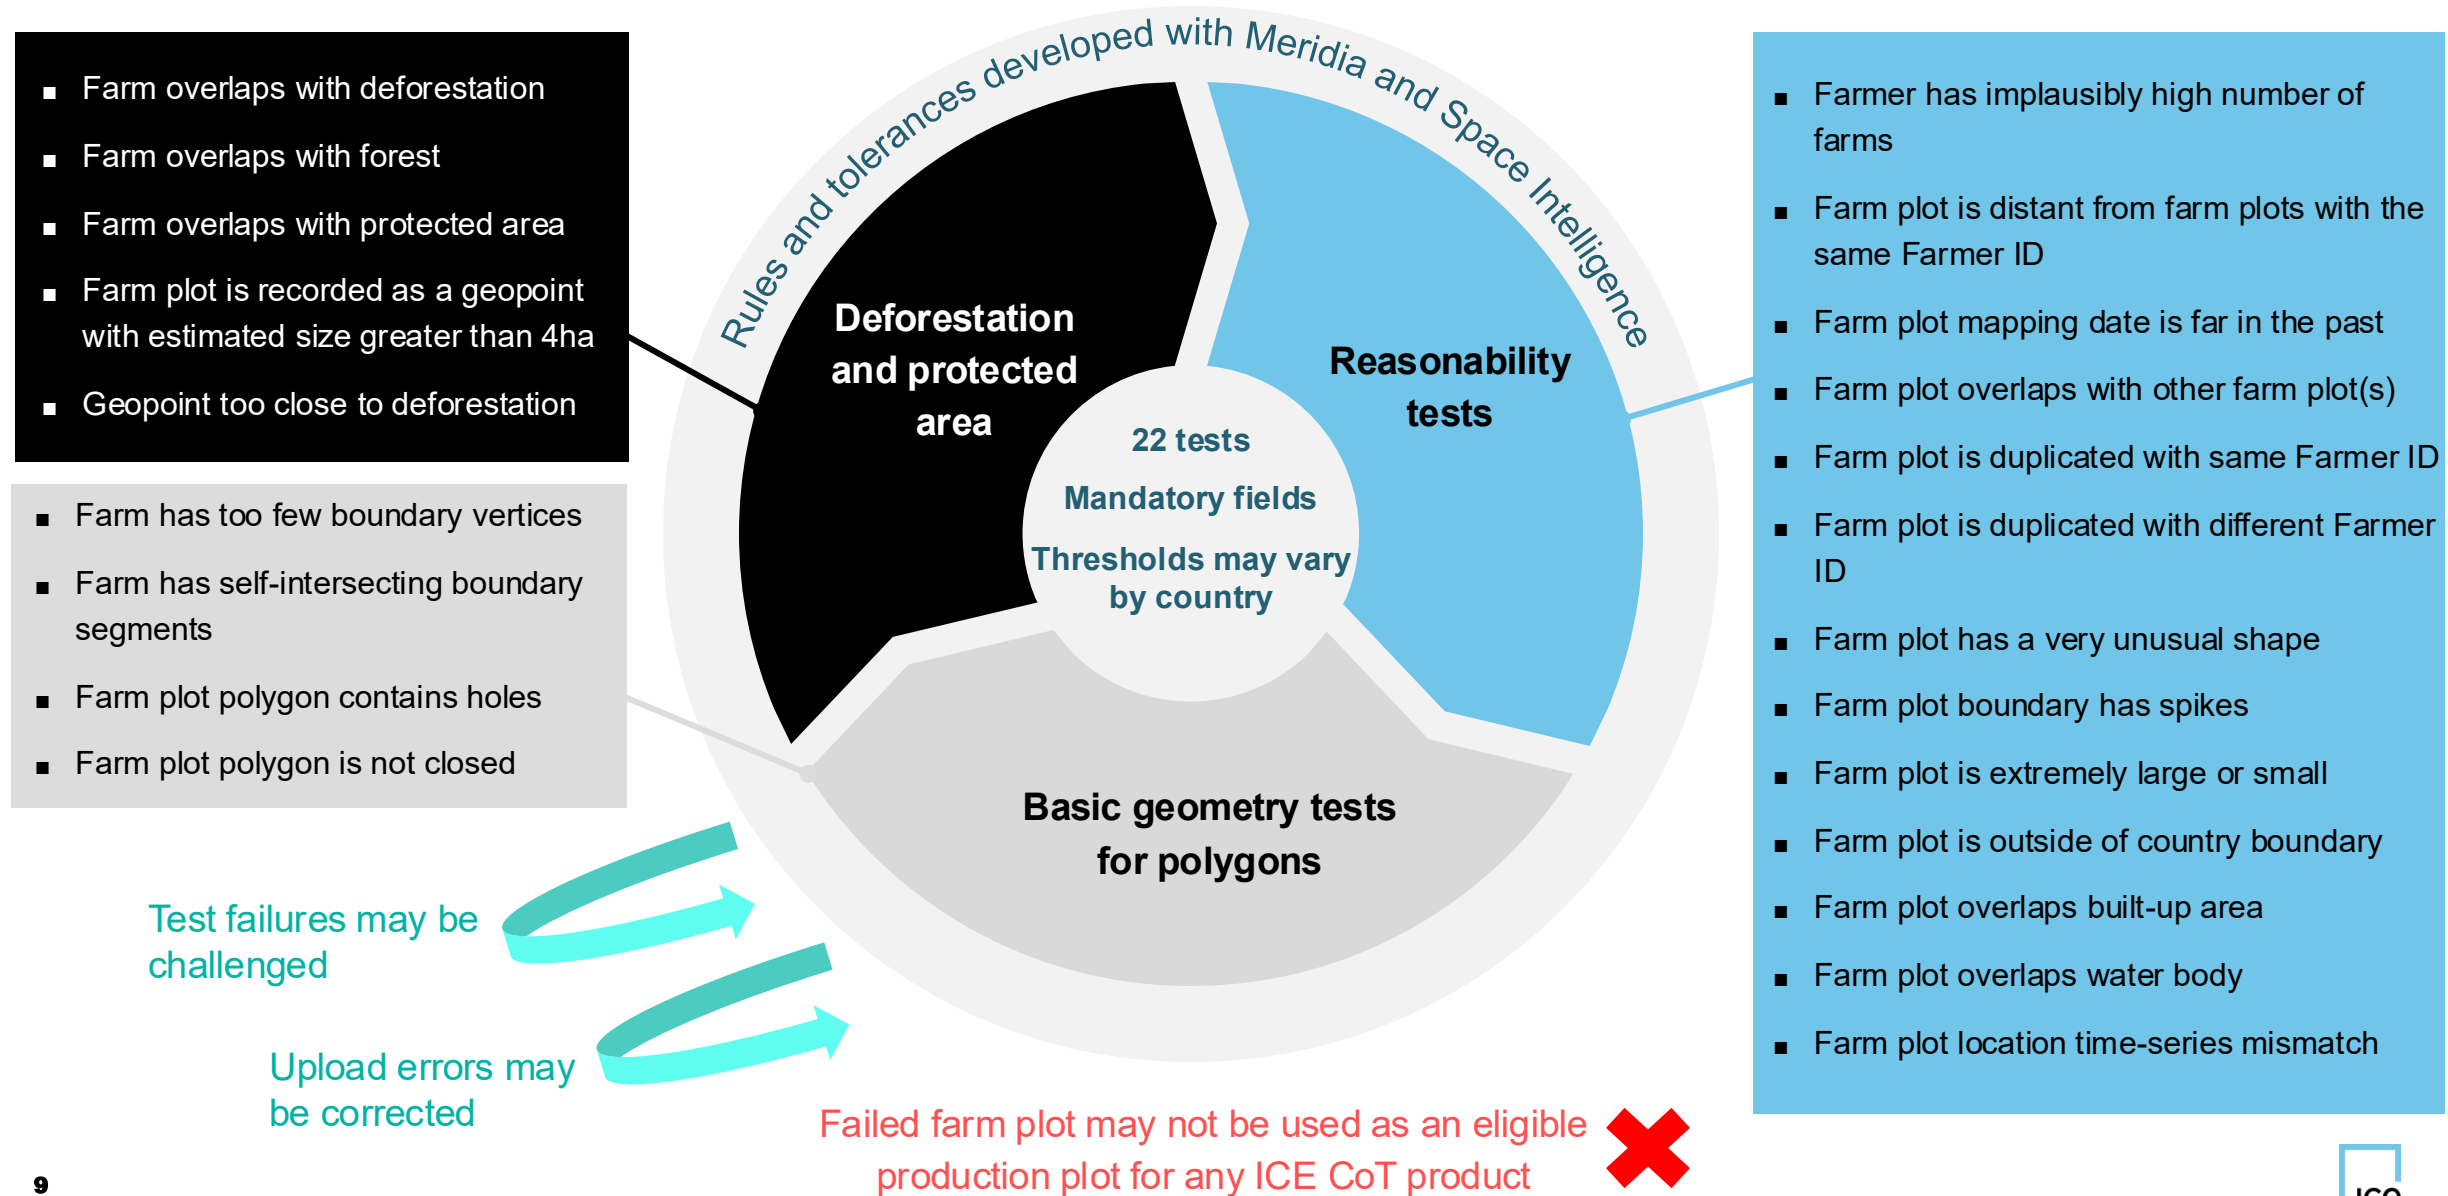 Rules and tolerances developed with Meridia and Space Intelligence
▪ Farm overlaps with deforestation
▪ Farm overlaps with forest
▪ Farm overlaps with protected area
▪ Farm plot is recorded as a geopoint
with estimated size greater than 4ha
▪ Geopoint too close to deforestation
▪ Farm has too few boundary vertices
▪ Farm has self-intersecting boundary
segments
▪ Farm plot polygon contains holes
▪ Farm plot polygon is not closed
Deforestation
and protected
area
Reasonability
tests
22 tests
Mandatory fields
Thresholds may vary
by country
Basic geometry tests
for polygons
▪ Farmer has implausibly high number of
farms
▪ Farm plot is distant from farm plots with the
same Farmer ID
▪ Farm plot mapping date is far in the past
▪ Farm plot overlaps with other farm plot(s)
▪ Farm plot is duplicated with same Farmer ID
▪ Farm plot is duplicated with different Farmer
ID
▪ Farm plot has a very unusual shape
▪ Farm plot boundary has spikes
▪ Farm plot is extremely large or small
▪ Farm plot is outside of country boundary
▪ Farm plot overlaps built-up area
▪ Farm plot overlaps water body
▪ Farm plot location time-series mismatch
Test failures may be
challenged
Upload errors may
be corrected
Failed farm plot may not be used as an eligible
production plot for any ICE CoT product
9